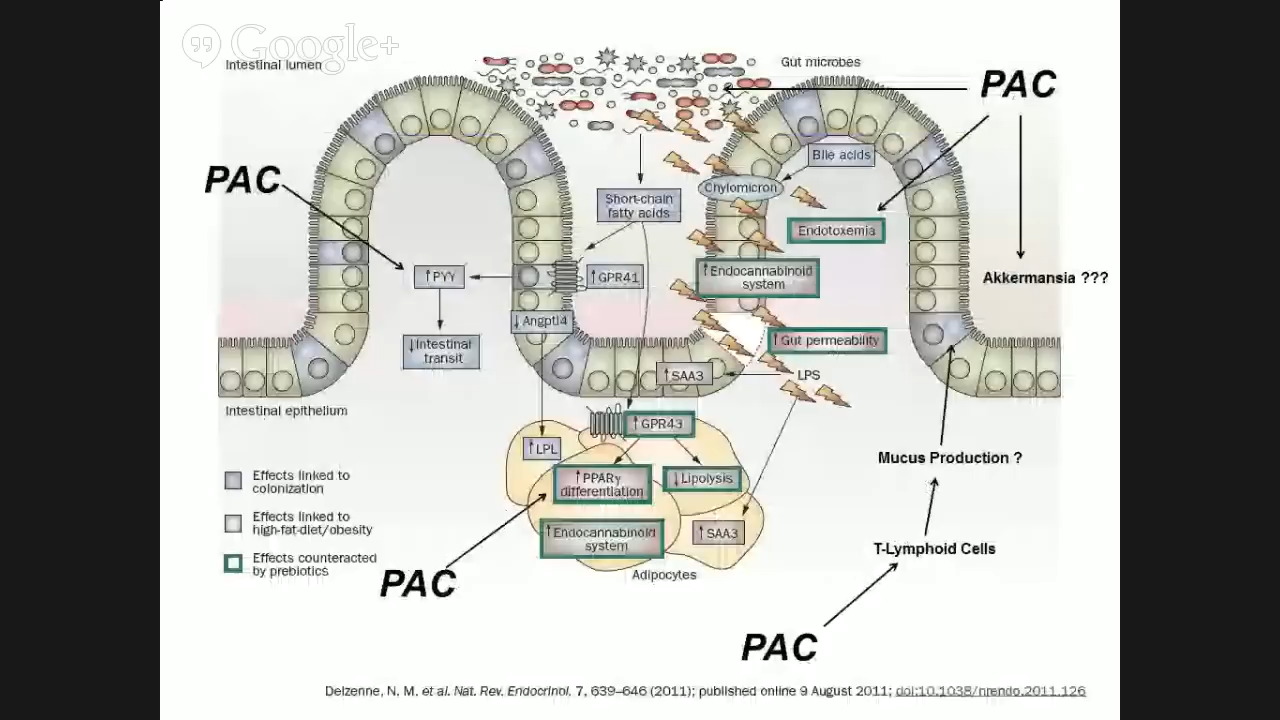 Google+
Intestinal lumen
Gut microbes
PAC
Bile acids
PAC
Chylomicron
Short-chain
fatty acids
Endotoxemia
↑PYY
↑GPR41
↑Endocannabinoid
system
Akkermansia ???
↓Angptl4
↓Intestinal
transit
↑Gut permeability
↑SAA3
LPS
Intestinal epithelium
↑GPR43
↑LPL
Mucus Production ?
↑PPARγ
differentiation
↓Lipolysis
Effects linked to
colonization
Effects linked to
high-fat-diet/obesity
Effects counteracted
by prebiotics
↑Endocannabinoid
system
↑SAA3
T-Lymphoid Cells
Adipocytes
PAC
PAC
Delzenne, N. M. et al. Nat. Rev. Endocrinol. 7, 639–646 (2011); published online 9 August 2011; doi:10.1038/nrendo.2011.126